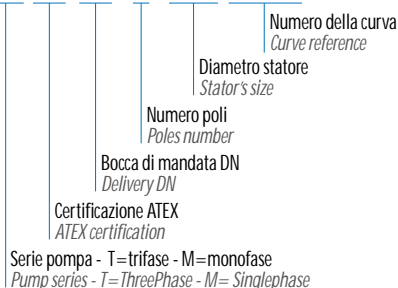 Numero della curva
Curve reference
Diametro statore
Stator's size
Numero poli
Poles number
Bocca di mandata DN
Delivery DN
Certificazione ATEX
ATEX certification
Serie pompa - T=trifase - M=monofase
Pump series - T=ThreePhase - M= Singlephase